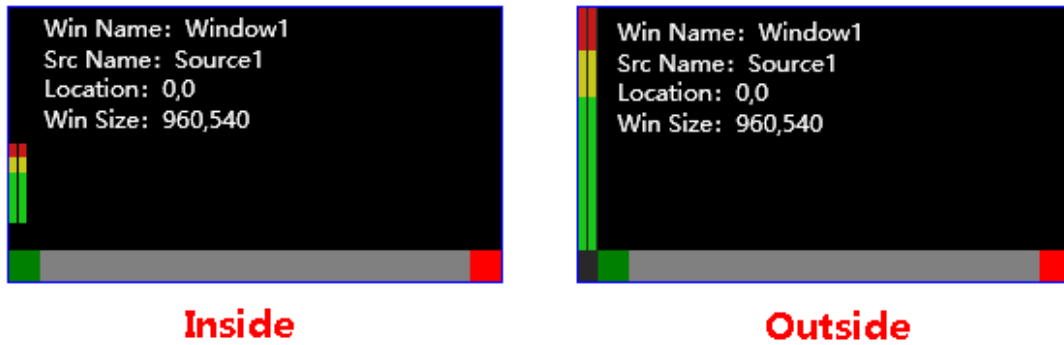 Win Name: Window1
Src Name: Source1
Location: 0,0
Win Size: 960,540
Inside
Win Name: Window1
Src Name: Source1
Location: 0,0
Win Size: 960,540
Outside